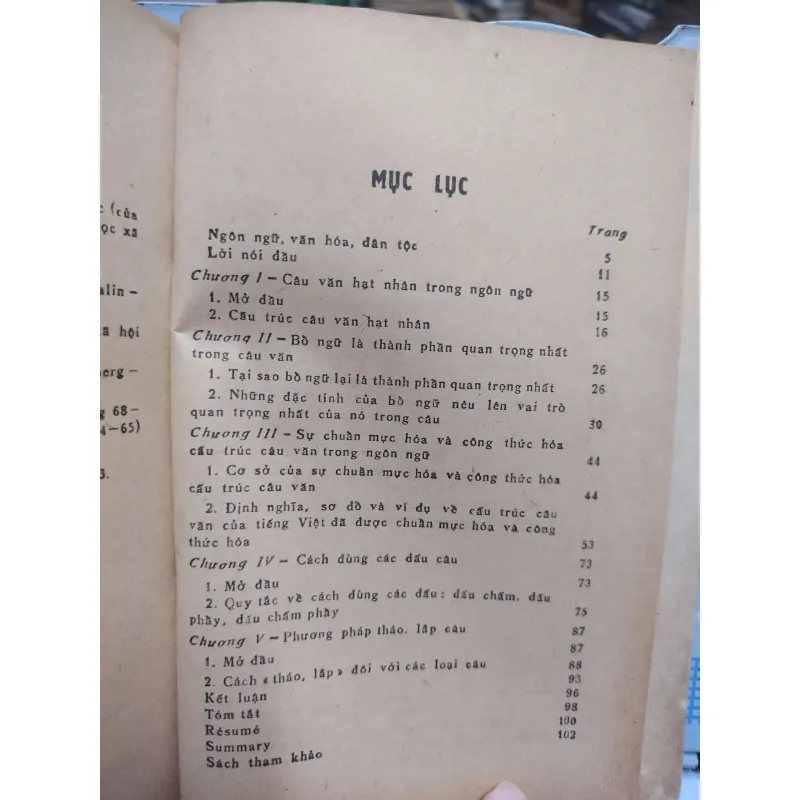 c (của
ọc xã
alin –
a hội
berg –
g 68–
4–65)
3.
MỤC LỤC
Trang
Ngôn ngữ, văn hóa, dân tộc 5
Lời nói đầu 11
Chương I – Câu văn hạt nhân trong ngôn ngữ 15
1. Mở đầu 15
2. Cấu trúc câu văn hạt nhân 16
Chương II – Bổ ngữ là thành phần quan trọng nhất
trong câu văn 26
1. Tại sao bổ ngữ lại là thành phần quan trọng nhất 26
2. Những đặc tính của bổ ngữ nêu lên vai trò
quan trọng nhất của nó trong câu 30
Chương III – Sự chuẩn mực hóa và công thức hóa
cấu trúc câu văn trong ngôn ngữ 44
1. Cơ sở của sự chuẩn mực hóa và công thức hóa
cấu trúc câu văn 44
2. Định nghĩa, sơ đồ và ví dụ về cấu trúc câu
văn của tiếng Việt đã được chuẩn mực hóa và công
thức hóa 53
Chương IV – Cách dùng các dấu câu 73
1. Mở đầu 73
2. Quy tắc về cách dùng các dấu: dấu chấm, dấu
phẩy, dấu chấm phẩy 75
Chương V – Phương pháp tháo, lắp câu 87
1. Mở đầu 87
2. Cách «tháo, lắp» đối với các loại câu 88
Kết luận 93
Tóm tắt 96
Résumé 98
Summary 100
Sách tham khảo 102